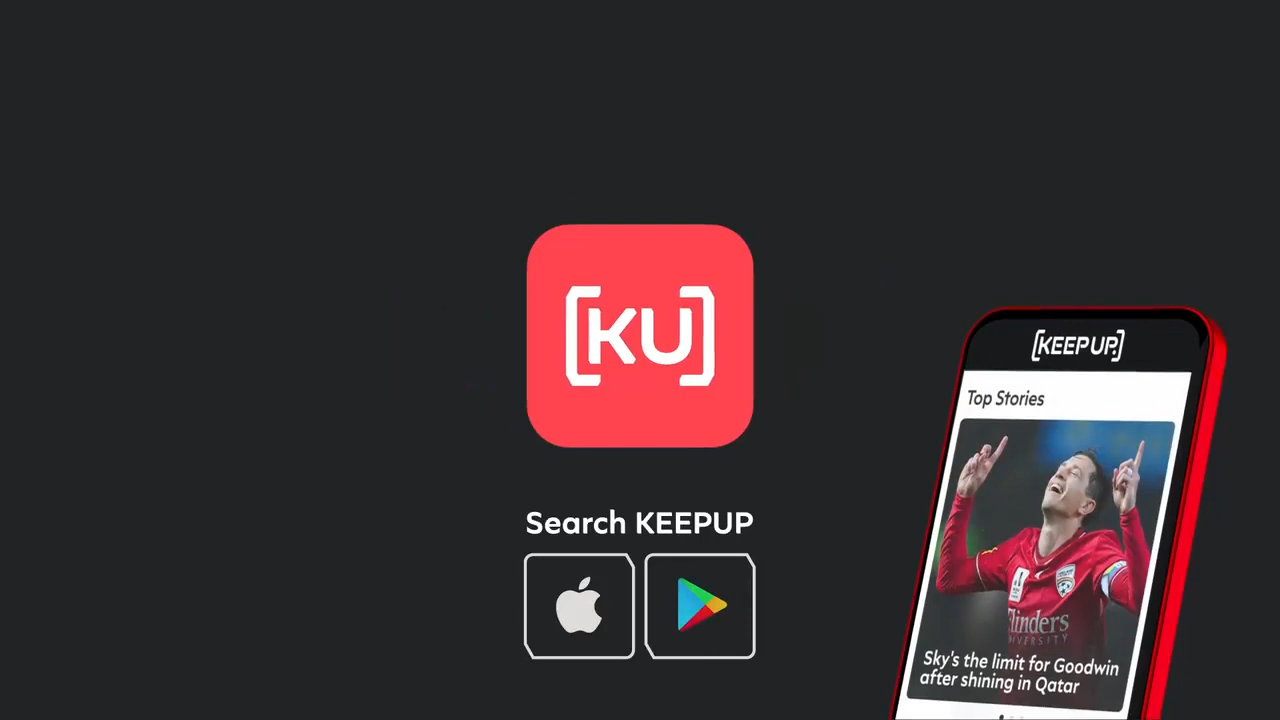 [KU]
Search KEEPUP
[KEEPUP.]
Top Stories
Flinders
UNIVERSITY
Sky's the limit for Goodwin
after shining in Qatar